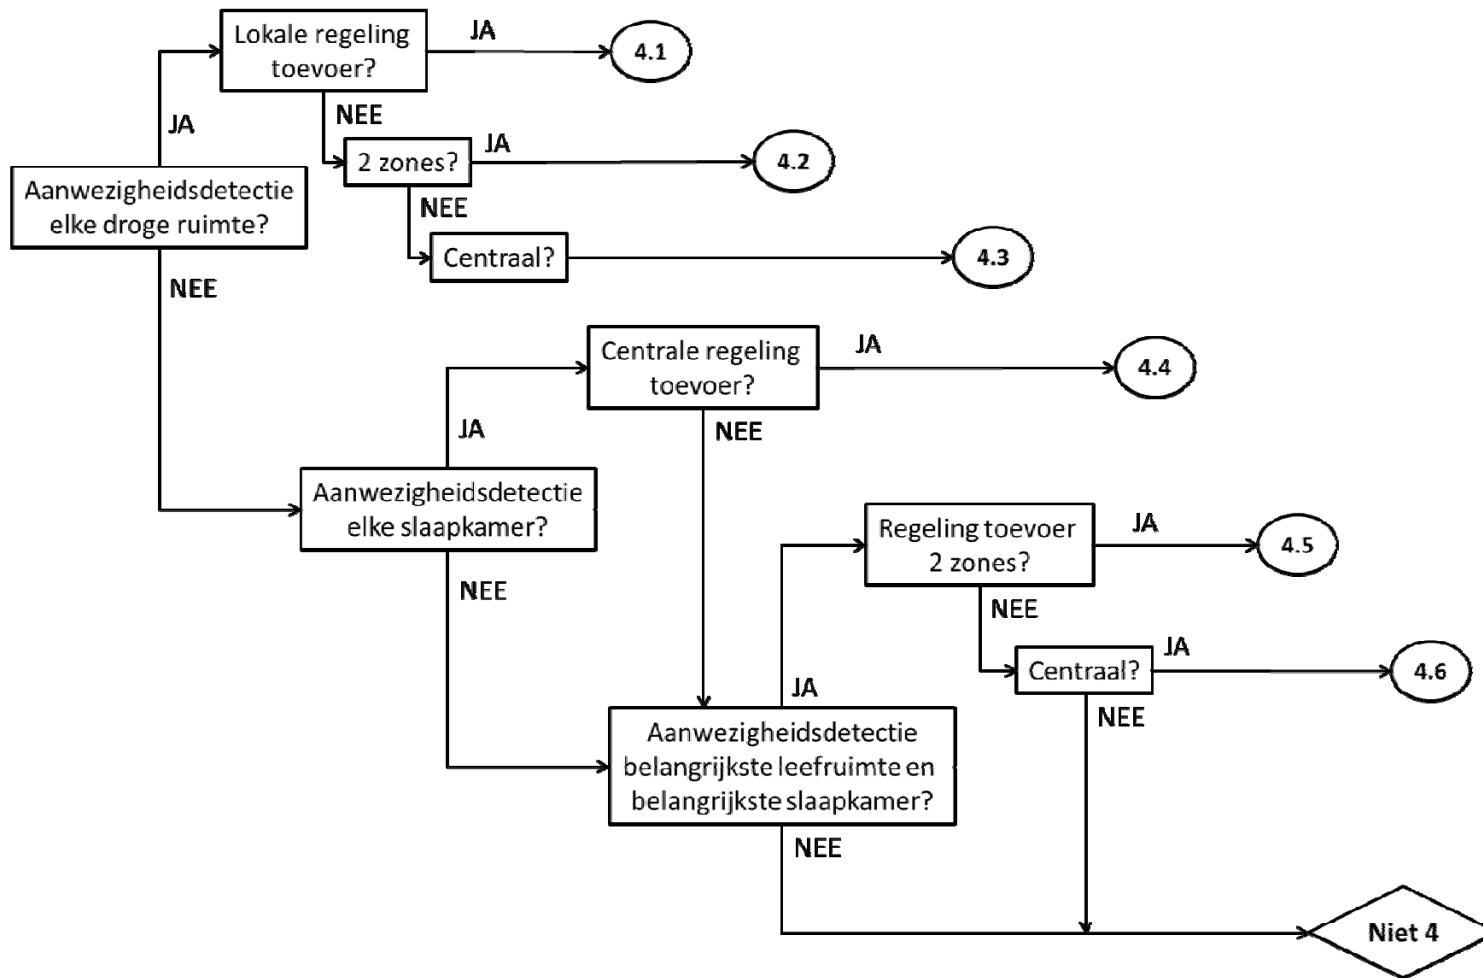 Lokale regeling
toevoer?
JA
4.1
NEE
JA
2 zones?
JA
4.2
Aanwezigheidsdetectie
elke droge ruimte?
NEE
Centraal?
4.3
NEE
Centrale regeling
toevoer?
JA
4.4
JA
NEE
Aanwezigheidsdetectie
elke slaapkamer?
Regeling toevoer
2 zones?
JA
4.5
NEE
NEE
Centraal?
JA
4.6
JA
NEE
Aanwezigheidsdetectie
belangrijkste leefruimte en
belangrijkste slaapkamer?
NEE
Niet 4